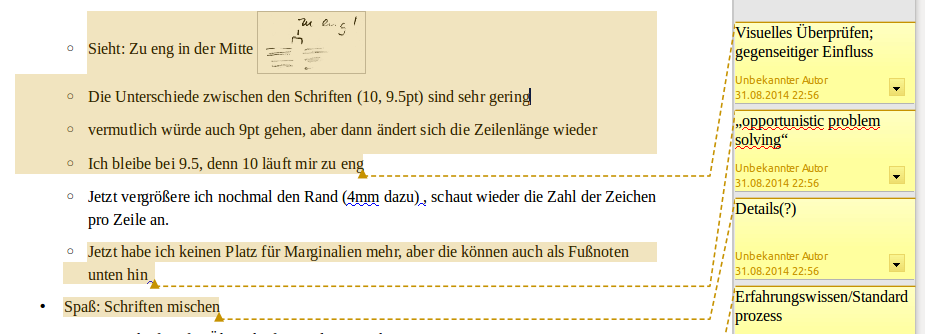 zu eng!
Sieht: Zu eng in der Mitte
Die Unterschiede zwischen den Schriften (10, 9.5pt) sind sehr gering
vermutlich würde auch 9pt gehen, aber dann ändert sich die Zeilenlänge wieder
Ich bleibe bei 9.5, denn 10 läuft mir zu eng
Jetzt vergrößere ich nochmal den Rand (4mm dazu) , schaut wieder die Zahl der Zeichen
pro Zeile an.
Jetzt habe ich keinen Platz für Marginalien mehr, aber die können auch als Fußnoten
unten hin
Spaß: Schriften mischen
Visuelles Überprüfen;
gegenseitiger Einfluss
Unbekannter Autor
31.08.2014 22:56
„opportunistic problem
solving“
Unbekannter Autor
31.08.2014 22:56
Details(?)
Unbekannter Autor
31.08.2014 22:56
Erfahrungswissen/Standard
prozess